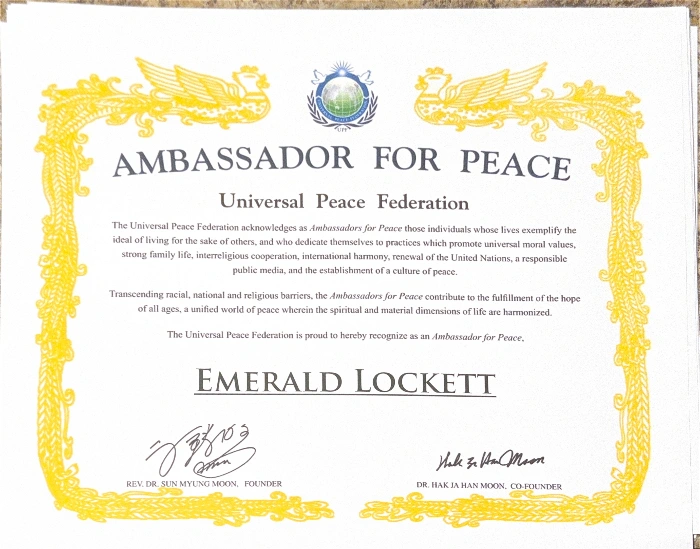 AMBASSADOR FOR PEACE
Universal Peace Federation
The Universal Peace Federation acknowledges as Ambassadors for Peace those individuals whose lives exemplify the
ideal of living for the sake of others, and who dedicate themselves to practices which promote universal moral values,
strong family life, interreligious cooperation, international harmony, renewal of the United Nations, a responsible
public media, and the establishment of a culture of peace.
Transcending racial, national and religious barriers, the Ambassadors for Peace contribute to the fulfillment of the hope
of all ages, a unified world of peace wherein the spiritual and material dimensions of life are harmonized.
The Universal Peace Federation is proud to hereby recognize as an Ambassador for Peace,
EMERALD LOCKETT
Hak Ja Han Moon
REV. DR. SUN MYUNG MOON, FOUNDER
DR. HAK JA HAN MOON, CO-FOUNDER